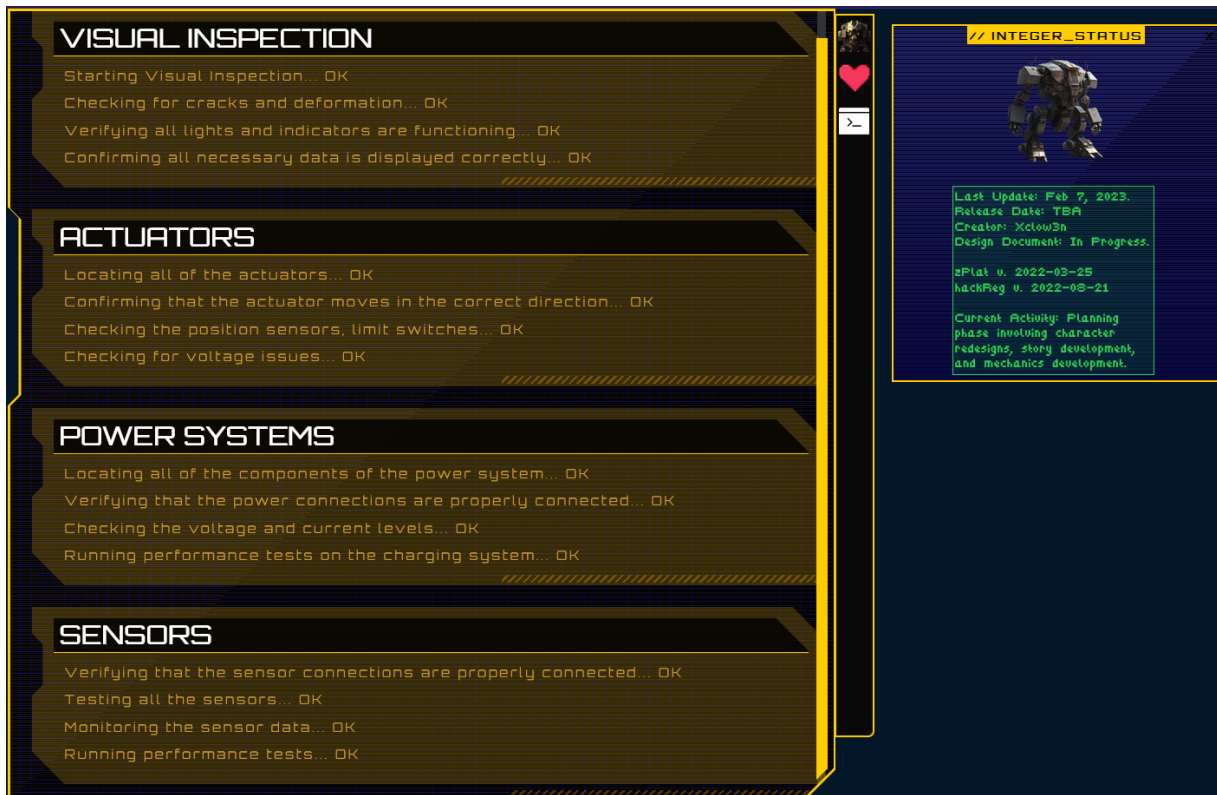 VISUAL INSPECTION
Starting Visual Inspection... OK
Checking for cracks and deformation... OK
Verifying all lights and indicators are functioning... OK
Confirming all necessary data is displayed correctly... OK
ACTUATORS
Locating all of the actuators... OK
Confirming that the actuator moves in the correct direction... OK
Checking the position sensors, limit switches... OK
Checking for voltage issues... OK
POWER SYSTEMS
Locating all of the components of the power system... OK
Verifying that the power connections are properly connected... OK
Checking the voltage and current levels... OK
Running performance tests on the charging system... OK
SENSORS
Verifying that the sensor connections are properly connected... OK
Testing all the sensors... OK
Monitoring the sensor data... OK
Running performance tests... OK
>_
// INTEGER_STATUS
X
Last Update: Feb 7, 2023.
Release Date: TBA
Creator: Xclow3n
Design Document: In Progress.
zPlat v. 2022-03-25
hackReg v. 2022-08-21
Current Activity: Planning
phase involving character
redesigns, story development,
and mechanics development.